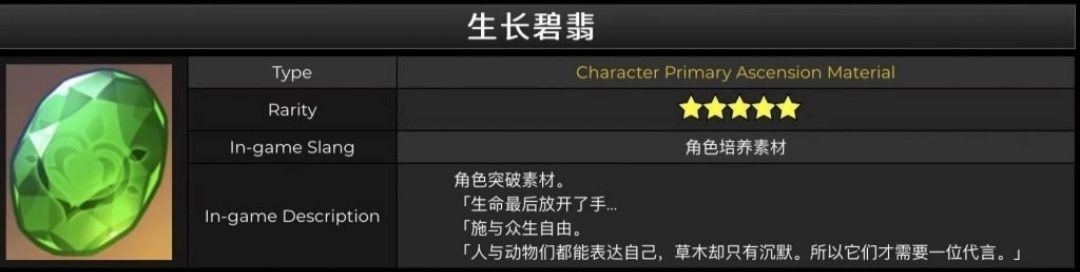 生长碧翡
Type
Character Primary Ascension Material
Rarity
In-game Slang
角色培养素材
In-game Description
角色突破素材。
「生命最后放开了手...
「施与众生自由。
「人与动物们都能表达自己，草木却只有沉默。所以它们才需要一位代言。」